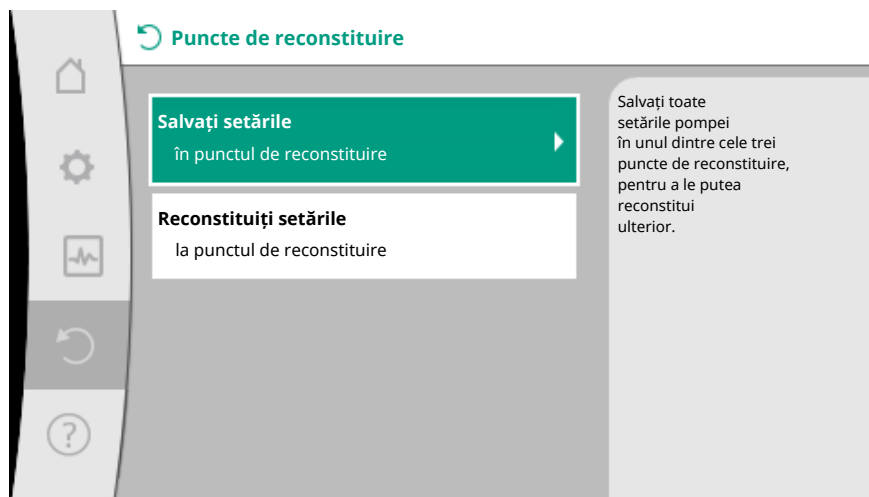 Puncte de reconstituire
Salvați setările
în punctul de reconstituire
Reconstituiți setările
la punctul de reconstituire
Salvați toate
setările pompei
în unul dintre cele trei
puncte de reconstituire,
pentru a le putea
reconstitui
ulterior.
?